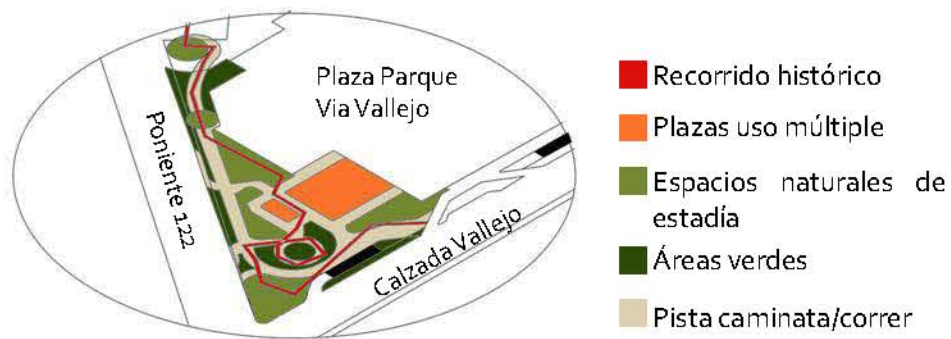 Plaza Parque
Via Vallejo
Poniente 122
Calzada Vallejo
Recorrido histórico
Plazas uso múltiple
Espacios naturales de
estadía
Áreas verdes
Pista caminata/correr